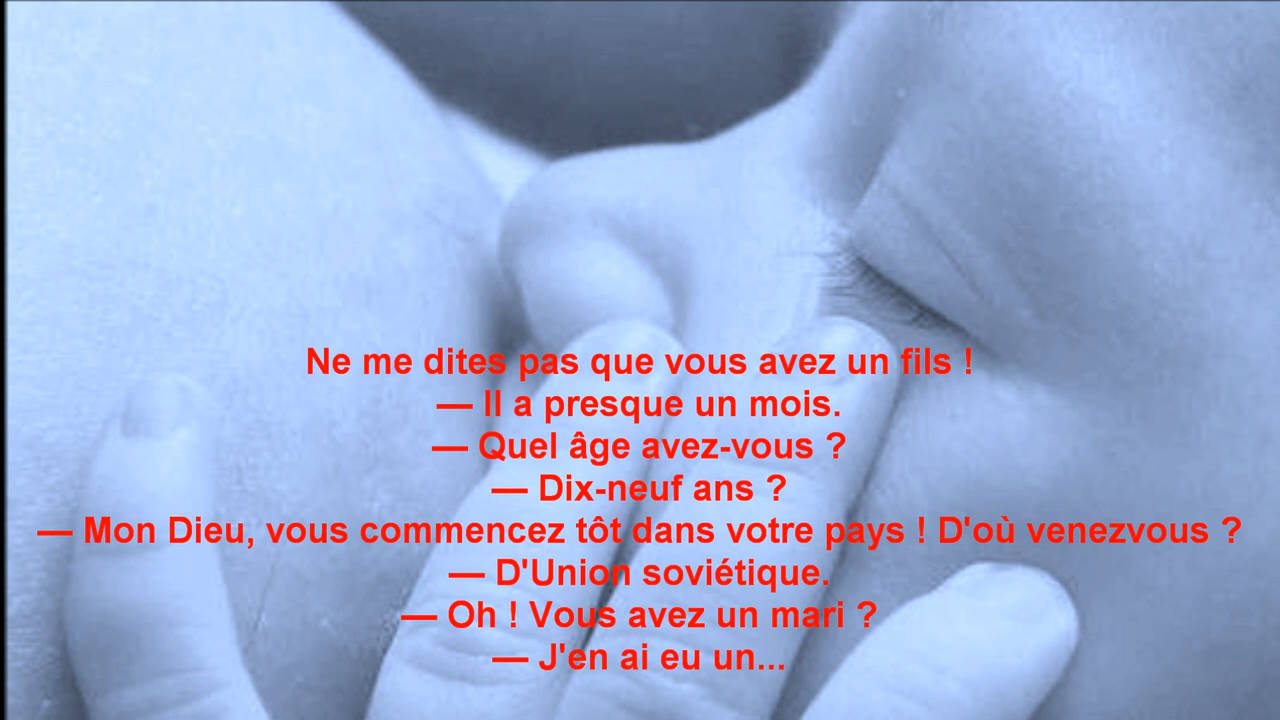 Ne me dites pas que vous avez un fils !
— Il a presque un mois.
— Quel âge avez-vous ?
— Dix-neuf ans ?
— Mon Dieu, vous commencez tôt dans votre pays ! D'où venezvous ?
— D'Union soviétique.
— Oh ! Vous avez un mari ?
— J'en ai eu un...